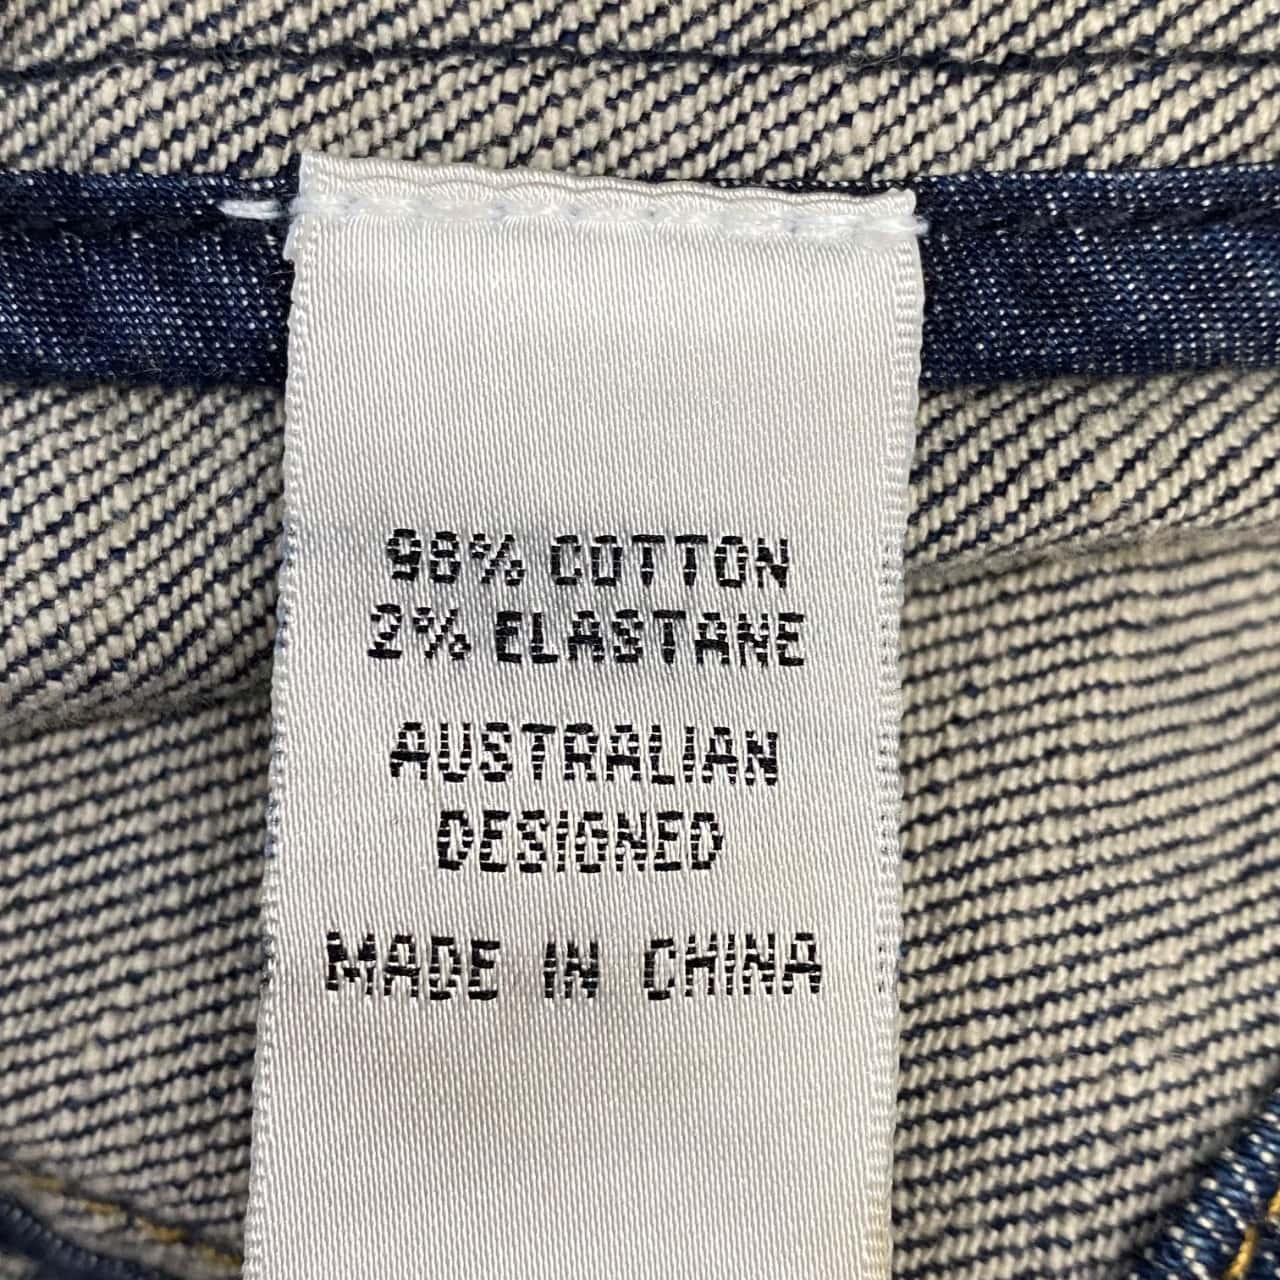 98% COTTON
2% ELASTANE
AUSTRALIAN
DESIGNED
MADE IN CHINA